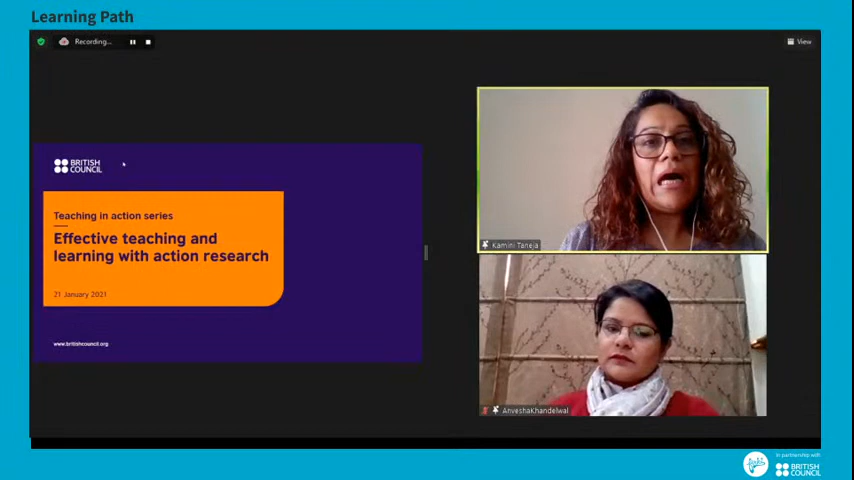 Learning Path
Recording...
View
BRITISH
COUNCIL
Teaching in action series
Effective teaching and
learning with action research
21 January 2021
www.britishcouncil.org
Kamini Taneja
AnveshaKhandelwal
In partnership with
BRITISH
COUNCIL